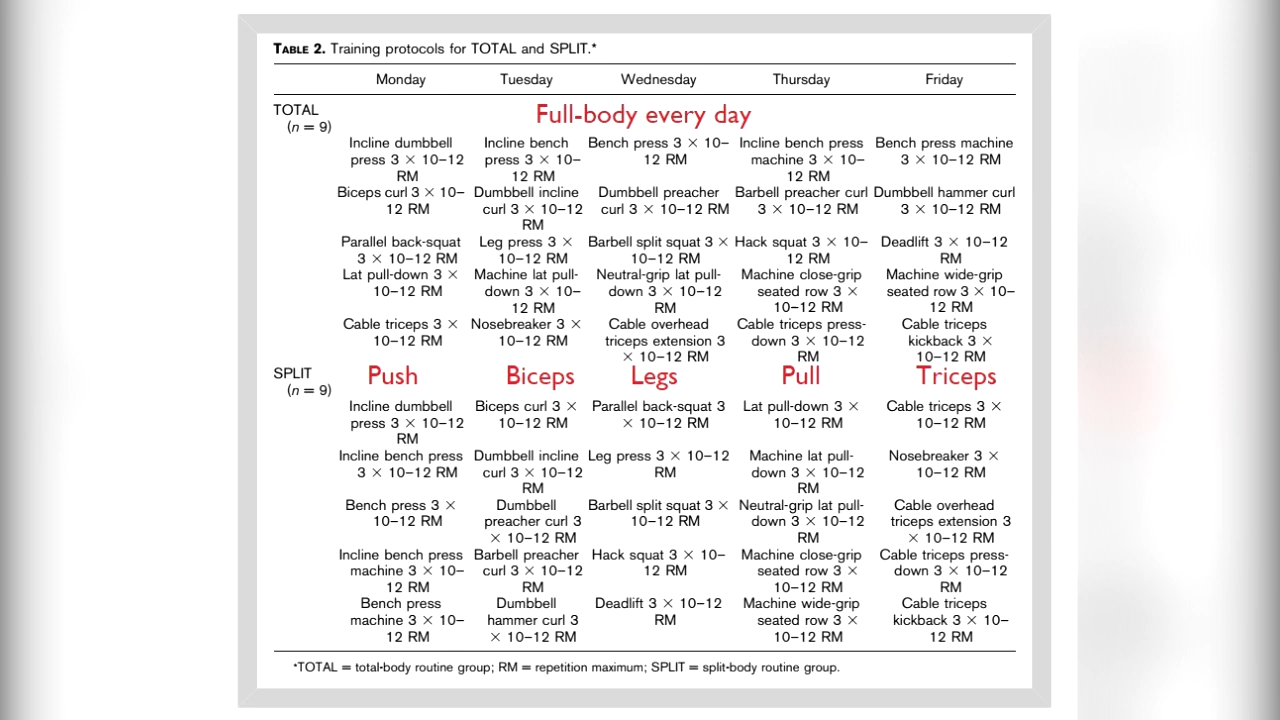 TABLE 2. Training protocols for TOTAL and SPLIT.*
Monday Tuesday Wednesday Thursday Friday
TOTAL
(n = 9)
Full-body every day
Incline dumbbell press 3 × 10–12 RM
Incline bench press 3 × 10–12 RM
Bench press 3 × 10–12 RM
Incline bench press machine 3 × 10–12 RM
Bench press machine 3 × 10–12 RM
Biceps curl 3 × 10–12 RM
Dumbbell incline curl 3 × 10–12 RM
Dumbbell preacher curl 3 × 10–12 RM
Barbell preacher curl 3 × 10–12 RM
Dumbbell hammer curl 3 × 10–12 RM
Parallel back-squat 3 × 10–12 RM
Leg press 3 × 10–12 RM
Barbell split squat 3 × 10–12 RM
Hack squat 3 × 10–12 RM
Deadlift 3 × 10–12 RM
Lat pull-down 3 × 10–12 RM
Machine lat pull-down 3 × 10–12 RM
Neutral-grip lat pull-down 3 × 10–12 RM
Machine close-grip seated row 3 × 10–12 RM
Machine wide-grip seated row 3 × 10–12 RM
Cable triceps 3 × 10–12 RM
Nosebreaker 3 × 10–12 RM
Cable overhead triceps extension 3 × 10–12 RM
Cable triceps press-down 3 × 10–12 RM
Cable triceps kickback 3 × 10–12 RM
SPLIT
(n = 9)
Push Biceps Legs Pull Triceps
Incline dumbbell press 3 × 10–12 RM
Biceps curl 3 × 10–12 RM
Parallel back-squat 3 × 10–12 RM
Lat pull-down 3 × 10–12 RM
Cable triceps 3 × 10–12 RM
Incline bench press 3 × 10–12 RM
Dumbbell incline curl 3 × 10–12 RM
Leg press 3 × 10–12 RM
Machine lat pull-down 3 × 10–12 RM
Nosebreaker 3 × 10–12 RM
Bench press 3 × 10–12 RM
Dumbbell preacher curl 3 × 10–12 RM
Barbell split squat 3 × 10–12 RM
Neutral-grip lat pull-down 3 × 10–12 RM
Cable overhead triceps extension 3 × 10–12 RM
Incline bench press machine 3 × 10–12 RM
Barbell preacher curl 3 × 10–12 RM
Hack squat 3 × 10–12 RM
Machine close-grip seated row 3 × 10–12 RM
Cable triceps press-down 3 × 10–12 RM
Bench press machine 3 × 10–12 RM
Dumbbell hammer curl 3 × 10–12 RM
Deadlift 3 × 10–12 RM
Machine wide-grip seated row 3 × 10–12 RM
Cable triceps kickback 3 × 10–12 RM
*TOTAL = total-body routine group; RM = repetition maximum; SPLIT = split-body routine group.